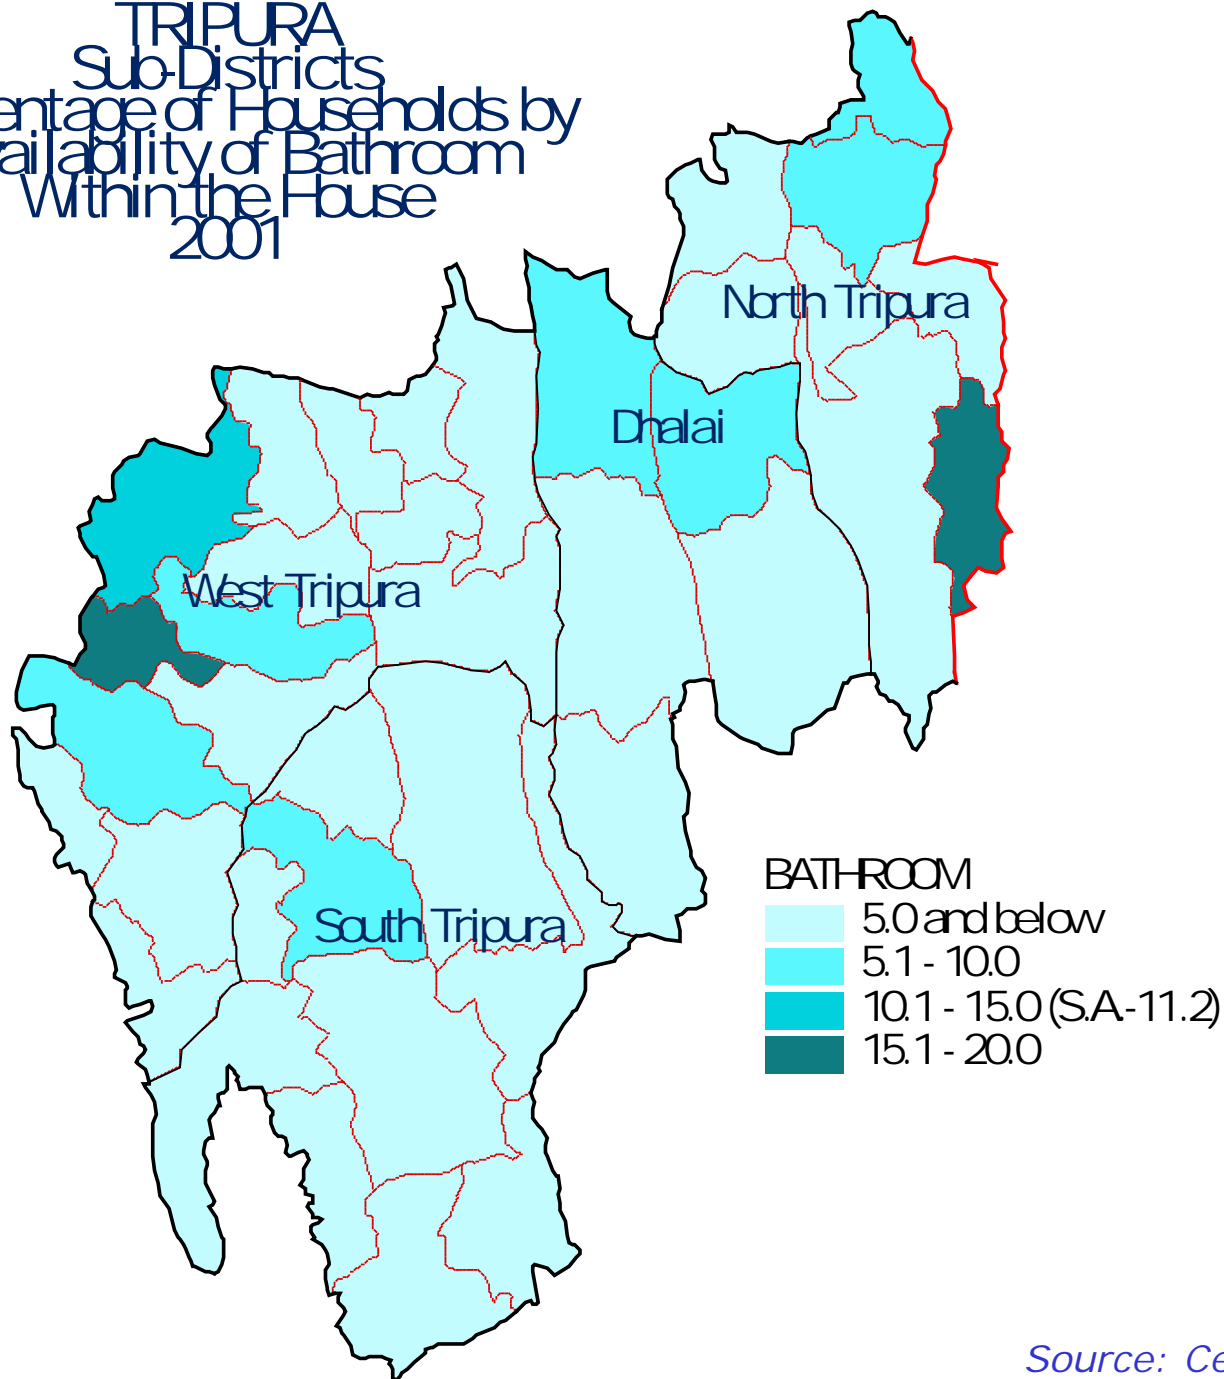 TRIPURA
Sub-Districts
entage of Households by
ailability of Bathroom
Within the House
2001
North Tripura
Dhalai
West Tripura
South Tripura
BATHROOM
5.0 and below
5.1 - 10.0
10.1 - 15.0 (S.A.-11.2)
15.1 - 20.0
Source: Ce